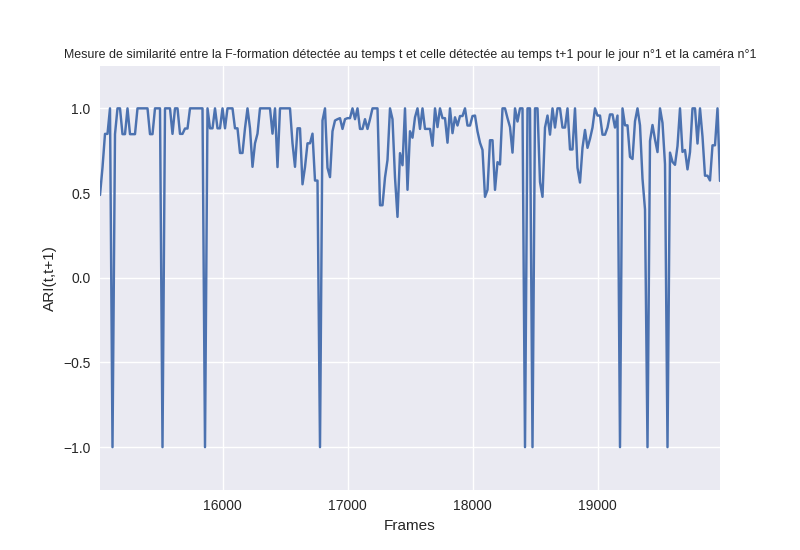 Mesure de similarité entre la F-formation détectée au temps t et celle détectée au temps t+1 pour le jour n°1 et la caméra n°1
1.0
0.5
0.0
−0.5
−1.0
ARI(t,t+1)
16000 17000 18000 19000
Frames